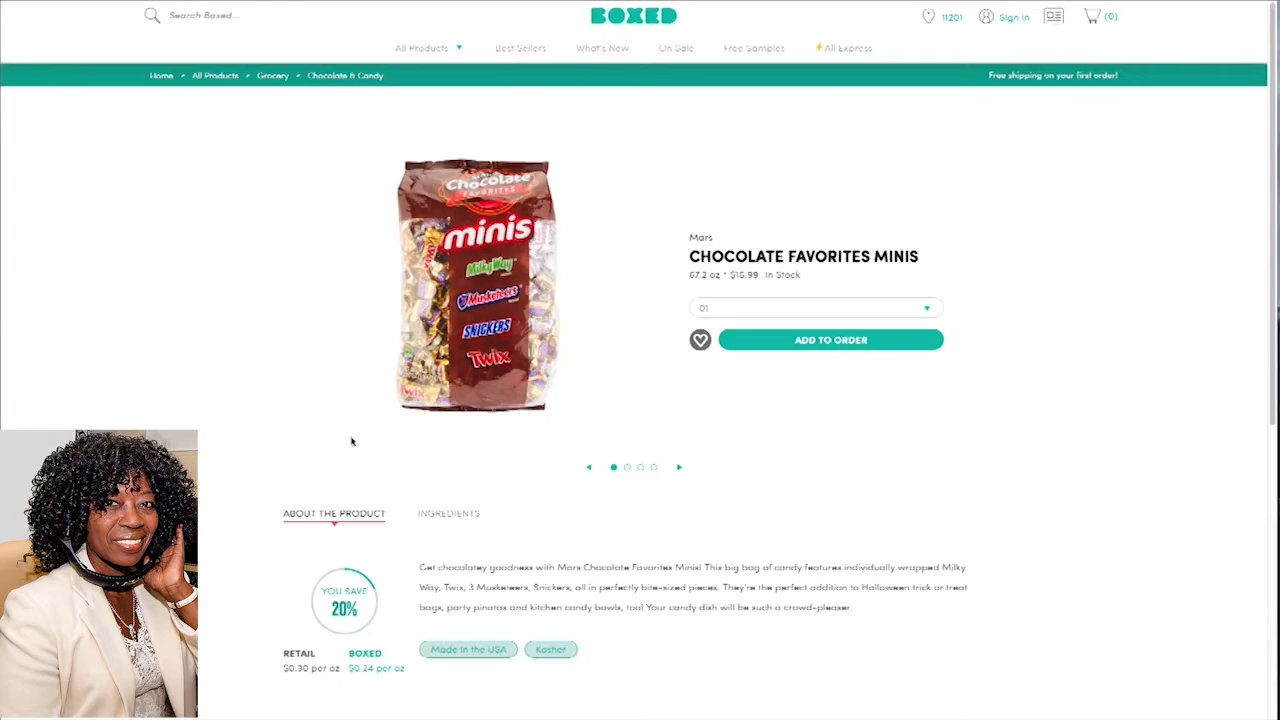 Search Boxed...
BOXED
11201
Sign In
(0)
All Products
Best Sellers
What's New
On Sale
Free Samples
All Express
Home • All Products • Grocery • Chocolate & Candy
Free shipping on your first order!
Chocolate
FAVORITES
minis
MilkyWay
3 Musketeers
SNICKERS
TWIX
Mars
CHOCOLATE FAVORITES MINIS
67.2 oz • $15.99 In Stock
01
ADD TO ORDER
ABOUT THE PRODUCT
INGREDIENTS
YOU SAVE
20%
RETAIL
BOXED
$0.30 per oz
$0.24 per oz
Get chocolatey goodness with Mars Chocolate Favorites Minis! This big bag of candy features individually wrapped Milky
Way, Twix, 3 Musketeers, Snickers, all in perfectly bite-sized pieces. They're the perfect addition to Halloween trick or treat
bags, party pinatas and kitchen candy bowls, too! Your candy dish will be such a crowd-pleaser.
Made in the USA
Kosher